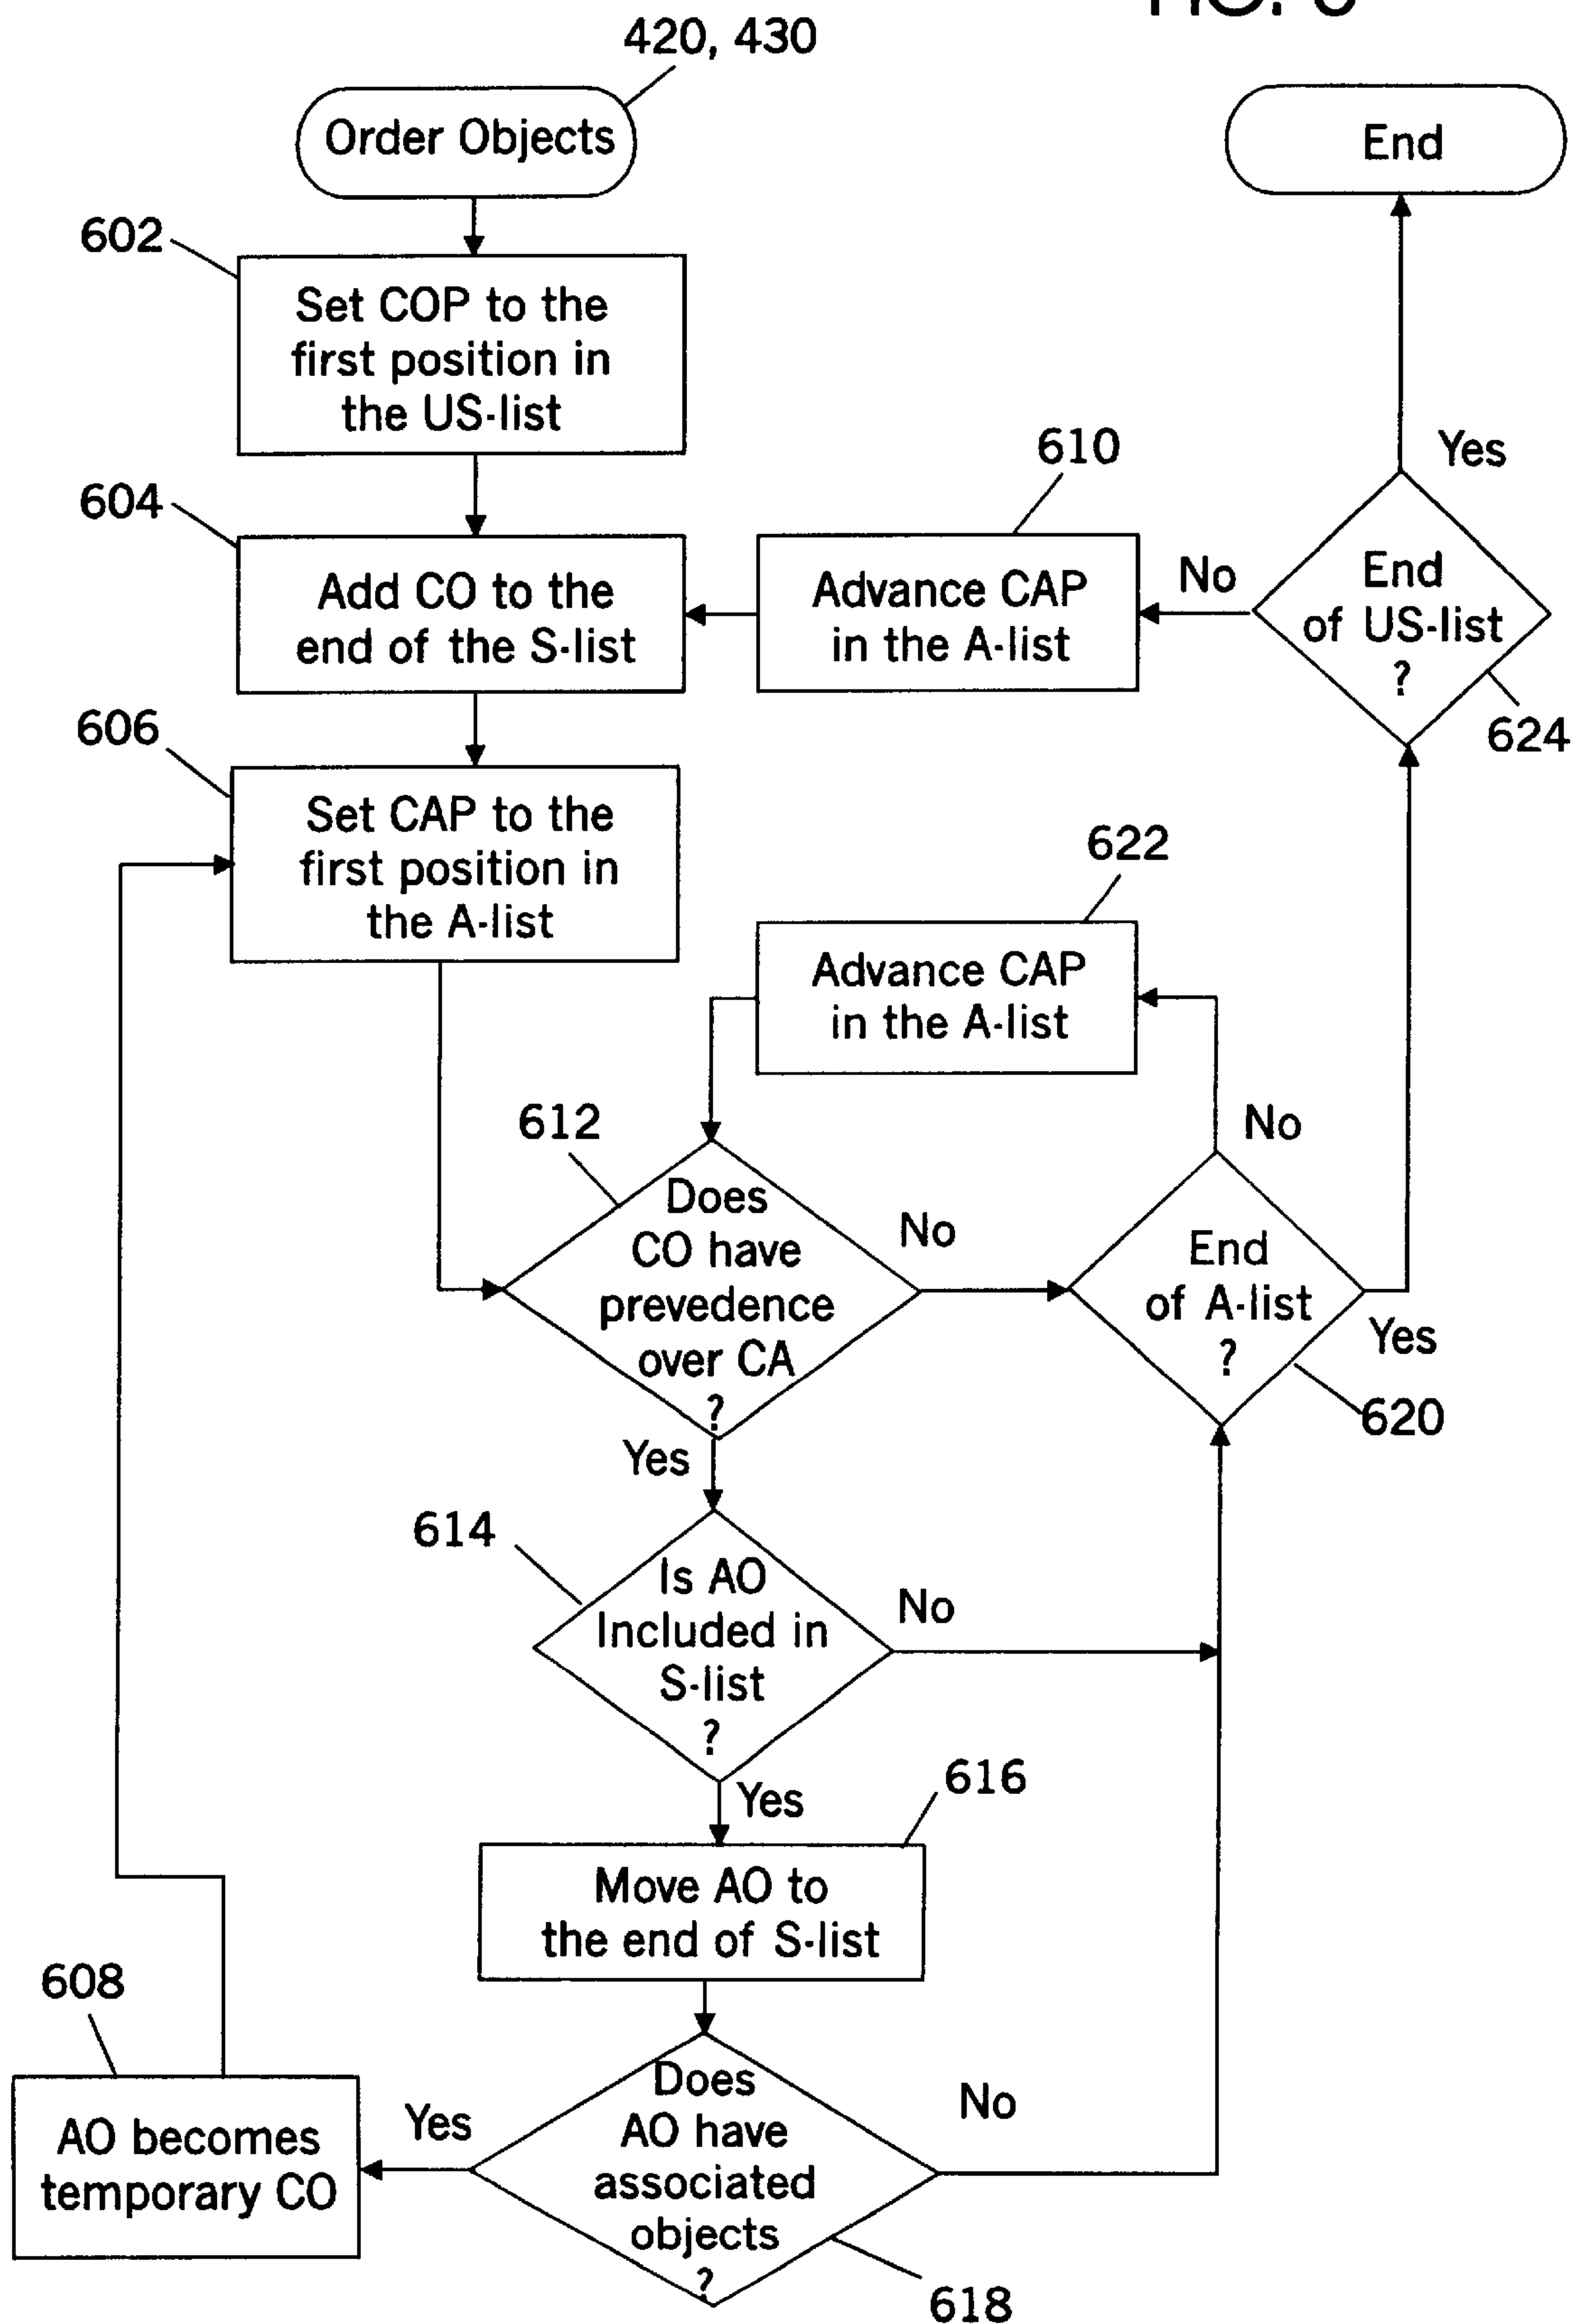 420, 430
Order Objects
End
602
Set COP to the
first position in
the US-list
604
Add CO to the
end of the S-list
610
Advance CAP
in the A-list
No
Yes
End
of US-list
?
624
606
Set CAP to the
first position in
the A-list
622
Advance CAP
in the A-list
No
612
Does
CO have
prevedence
over CA
?
No
End
of A-list
?
Yes
620
Yes
614
Is AO
Included in
S-list
?
No
Yes
616
Move AO to
the end of S-list
608
AO becomes
temporary CO
Yes
Does
AO have
associated
objects
?
No
618